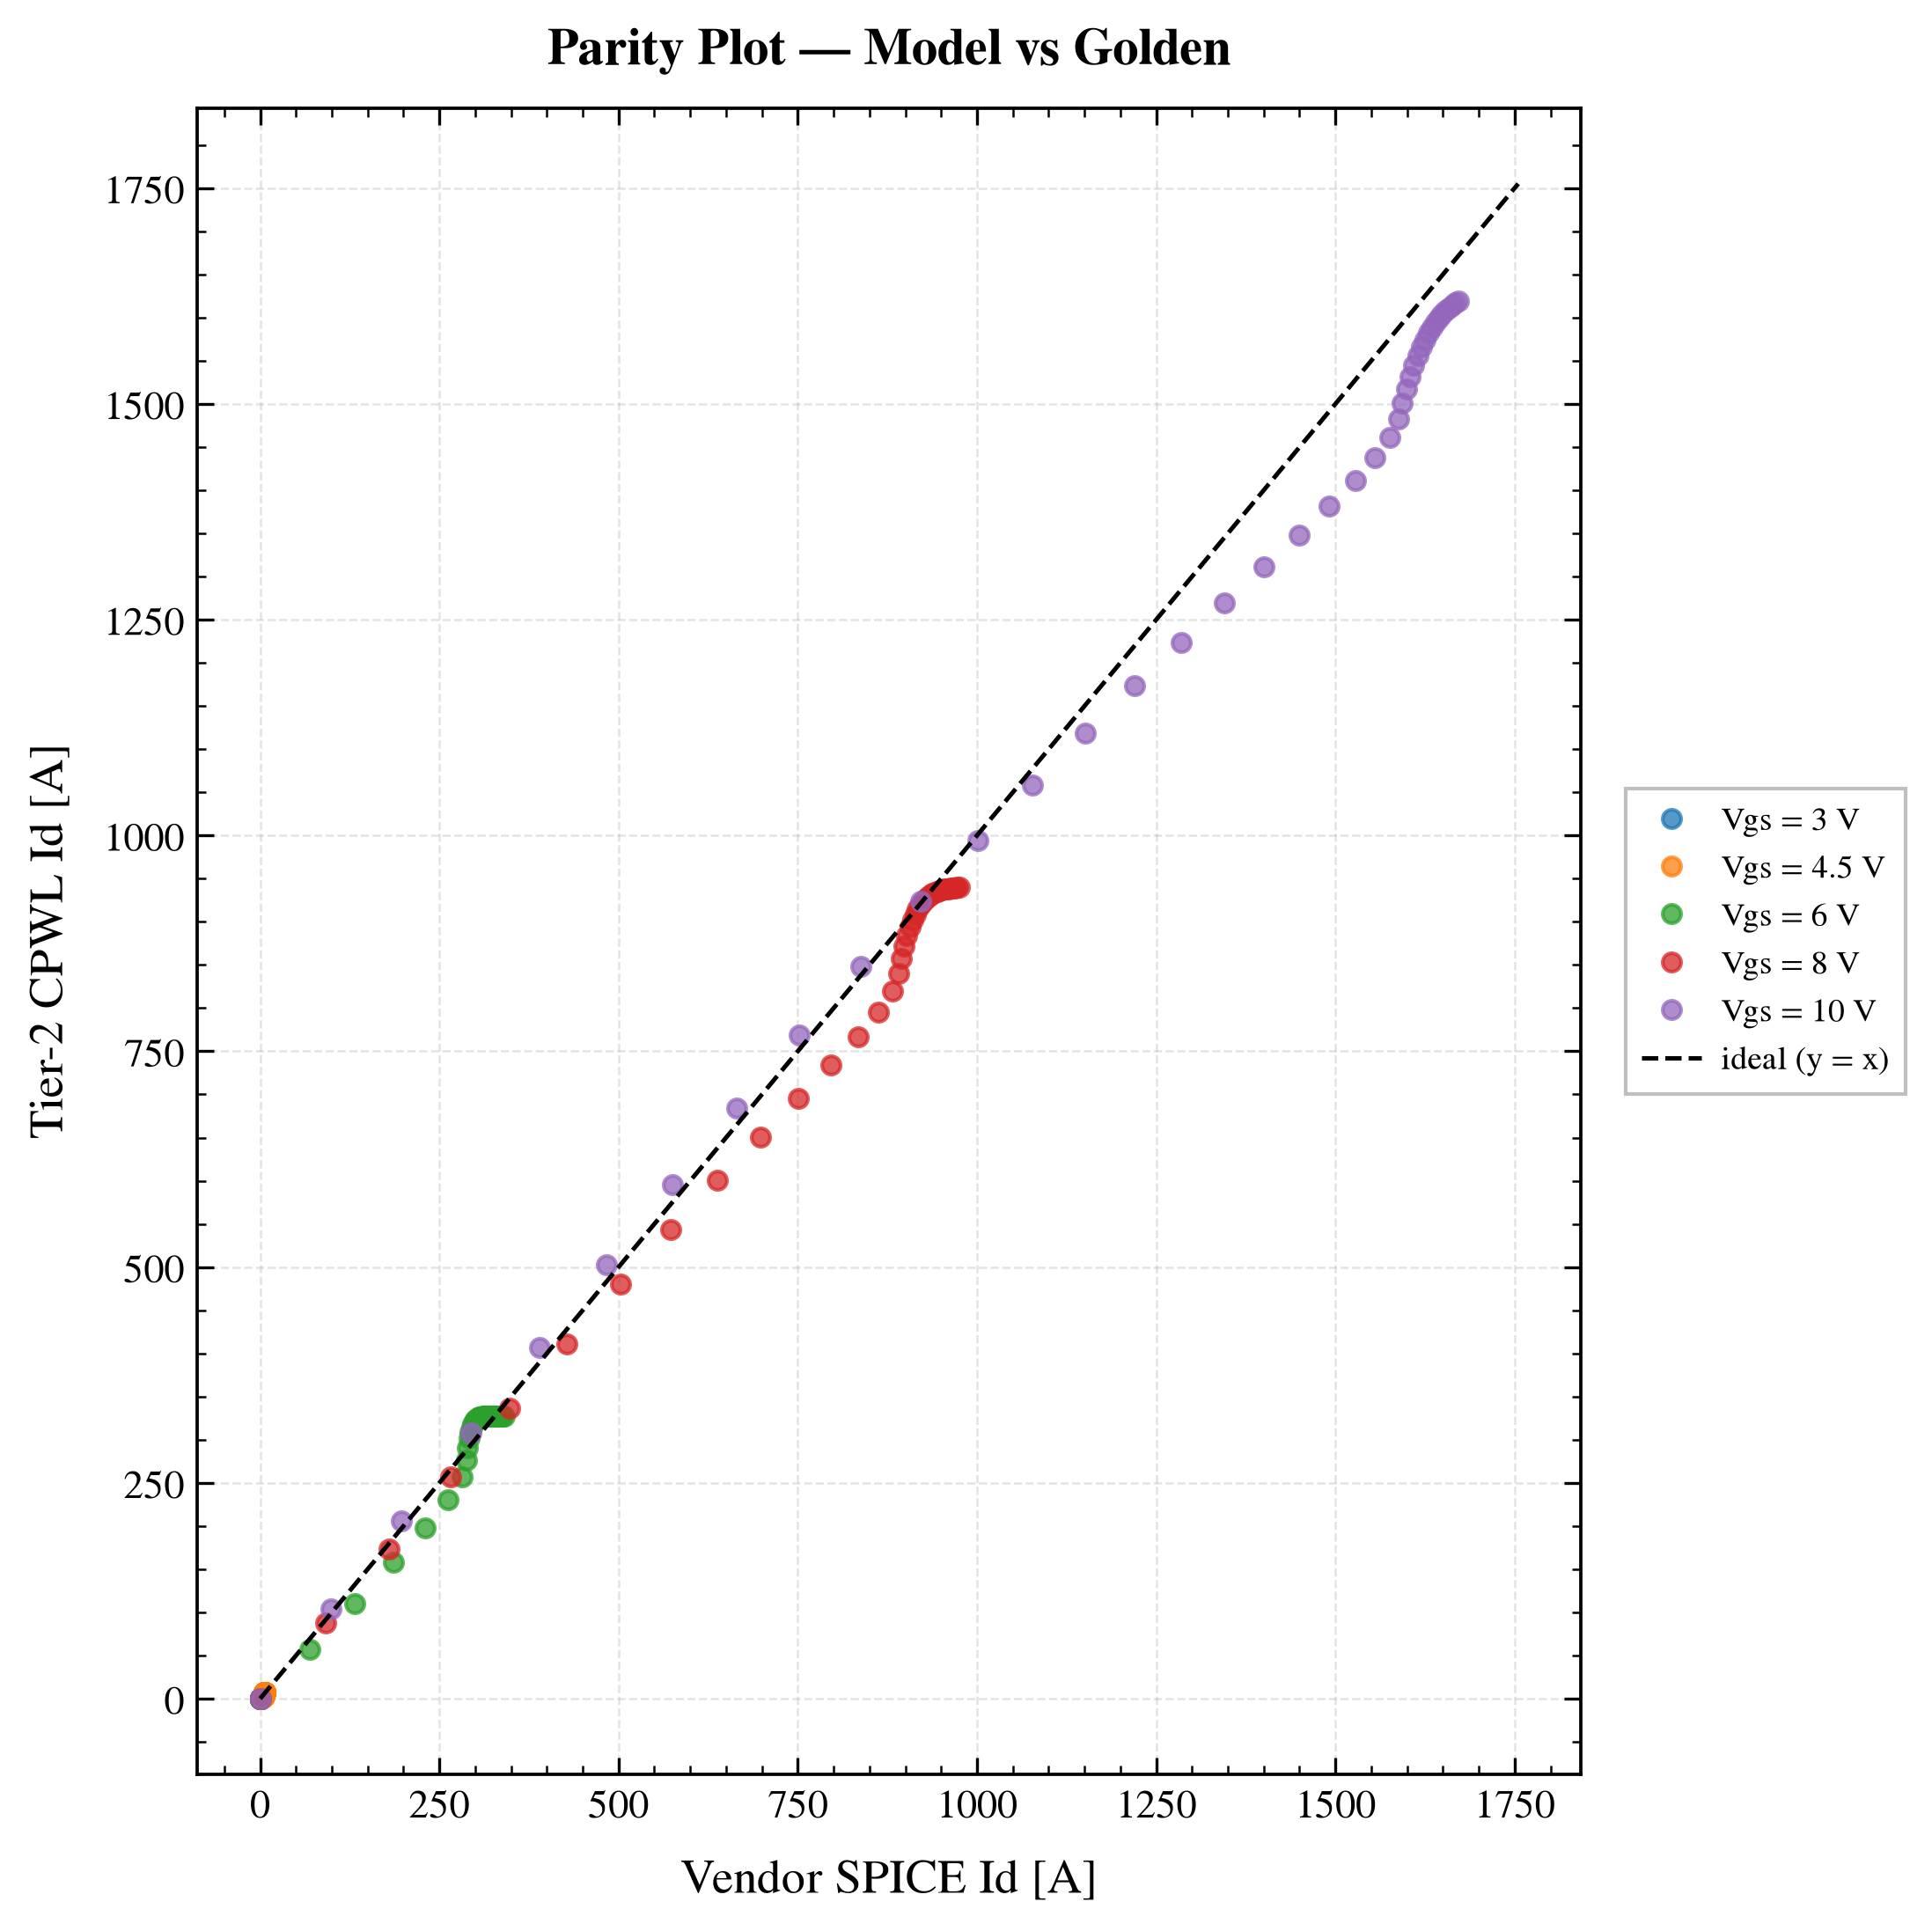 Parity Plot — Model vs Golden
Tier-2 CPWL Id [A]
1750
1500
1250
1000
750
500
250
0
0 250 500 750 1000 1250 1500 1750
Vendor SPICE Id [A]
Vgs = 3 V
Vgs = 4.5 V
Vgs = 6 V
Vgs = 8 V
Vgs = 10 V
ideal (y = x)